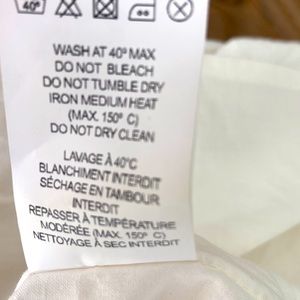 40°
WASH AT 40° MAX
DO NOT BLEACH
DO NOT TUMBLE DRY
IRON MEDIUM HEAT
(MAX. 150° C)
DO NOT DRY CLEAN
LAVAGE À 40°C
BLANCHIMENT INTERDIT
SÉCHAGE EN TAMBOUR
INTERDIT
REPASSER À TEMPÉRATURE
MODÉRÉE (MAX. 150° C)
NETTOYAGE À SEC INTERDIT